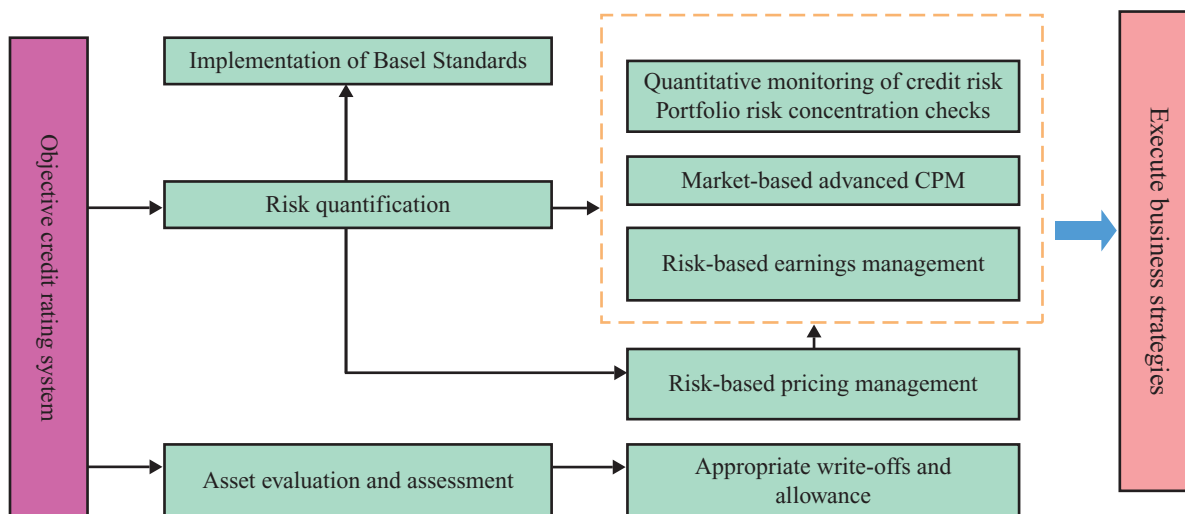 Objective credit rating system
Implementation of Basel Standards
Risk quantification
Asset evaluation and assessment
Quantitative monitoring of credit risk
Portfolio risk concentration checks
Market-based advanced CPM
Risk-based earnings management
Risk-based pricing management
Appropriate write-offs and
allowance
Execute business strategies